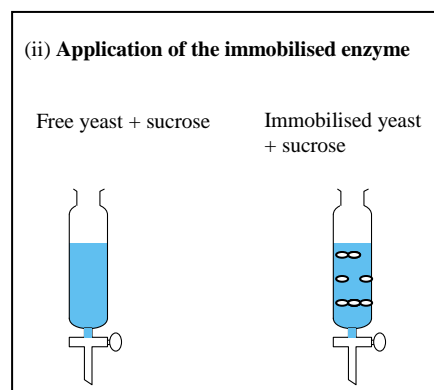 (ii) Application of the immobilised enzyme
Free yeast + sucrose
Immobilised yeast
+ sucrose